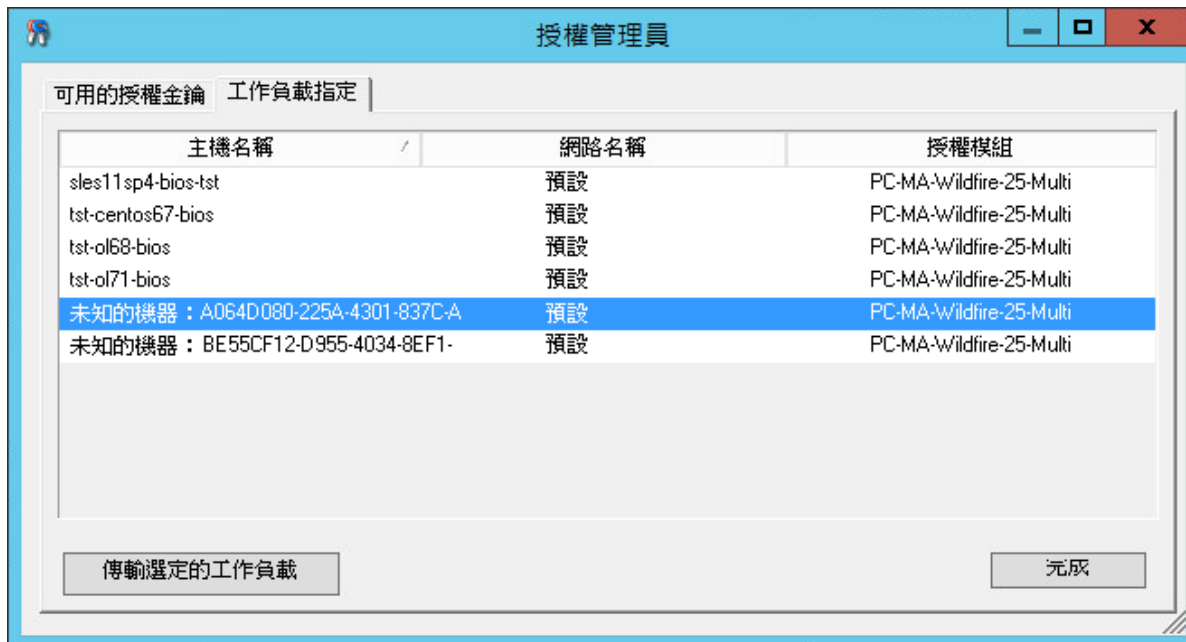 授權管理員
可用的授權金鑰 工作負載指定
主機名稱 網路名稱 授權模組
sles11sp4-bios-tst 預設 PC-MA-Wildfire-25-Multi
tst-centos67-bios 預設 PC-MA-Wildfire-25-Multi
tst-ol68-bios 預設 PC-MA-Wildfire-25-Multi
tst-ol71-bios 預設 PC-MA-Wildfire-25-Multi
未知的機器：A064D080-225A-4301-837C-A 預設 PC-MA-Wildfire-25-Multi
未知的機器：BE55CF12-D955-4034-8EF1- 預設 PC-MA-Wildfire-25-Multi
傳輸選定的工作負載 完成